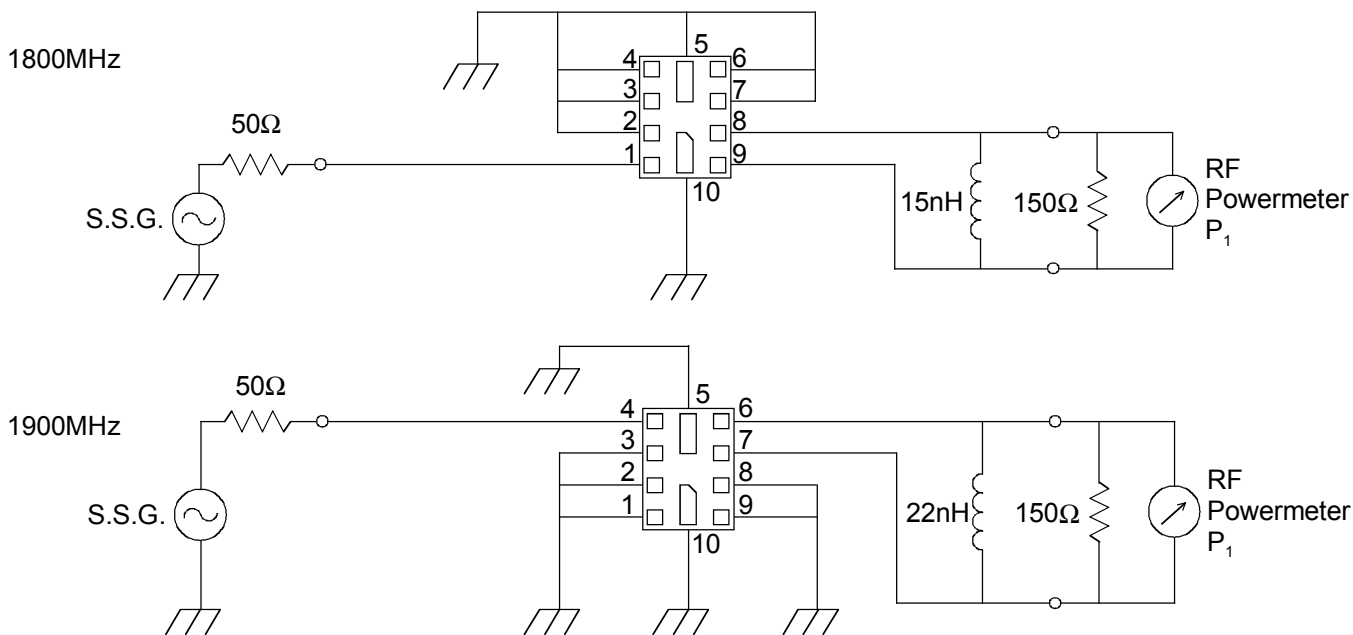 1800MHz
50Ω
S.S.G.
4
3
2
1
5
6
7
8
9
10
15nH
150Ω
RF
Powermeter
P₁
1900MHz
50Ω
S.S.G.
4
3
2
1
5
6
7
8
9
10
22nH
150Ω
RF
Powermeter
P₁